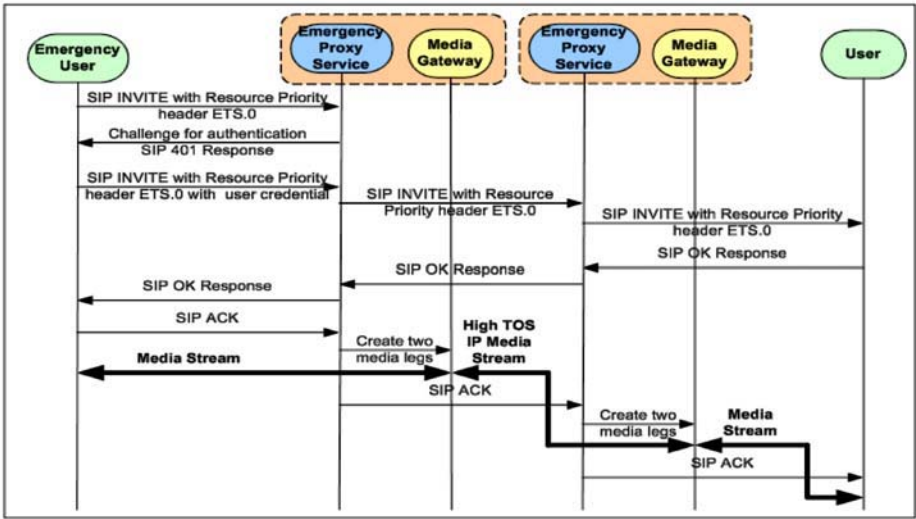 Emergency
User
Emergency
Proxy
Service
Media
Gateway
Emergency
Proxy
Service
Media
Gateway
User
SIP INVITE with Resource Priority
header ETS.0
Challenge for authentication
SIP 401 Response
SIP INVITE with Resource Priority
header ETS.0 with user credential
SIP INVITE with Resource
Priority header ETS.0
SIP INVITE with Resource Priority
header ETS.0
SIP OK Response
SIP OK Response
SIP OK Response
SIP ACK
Create two
media legs
High TOS
IP Media
Stream
Media Stream
SIP ACK
Create two
media legs
Media
Stream
SIP ACK